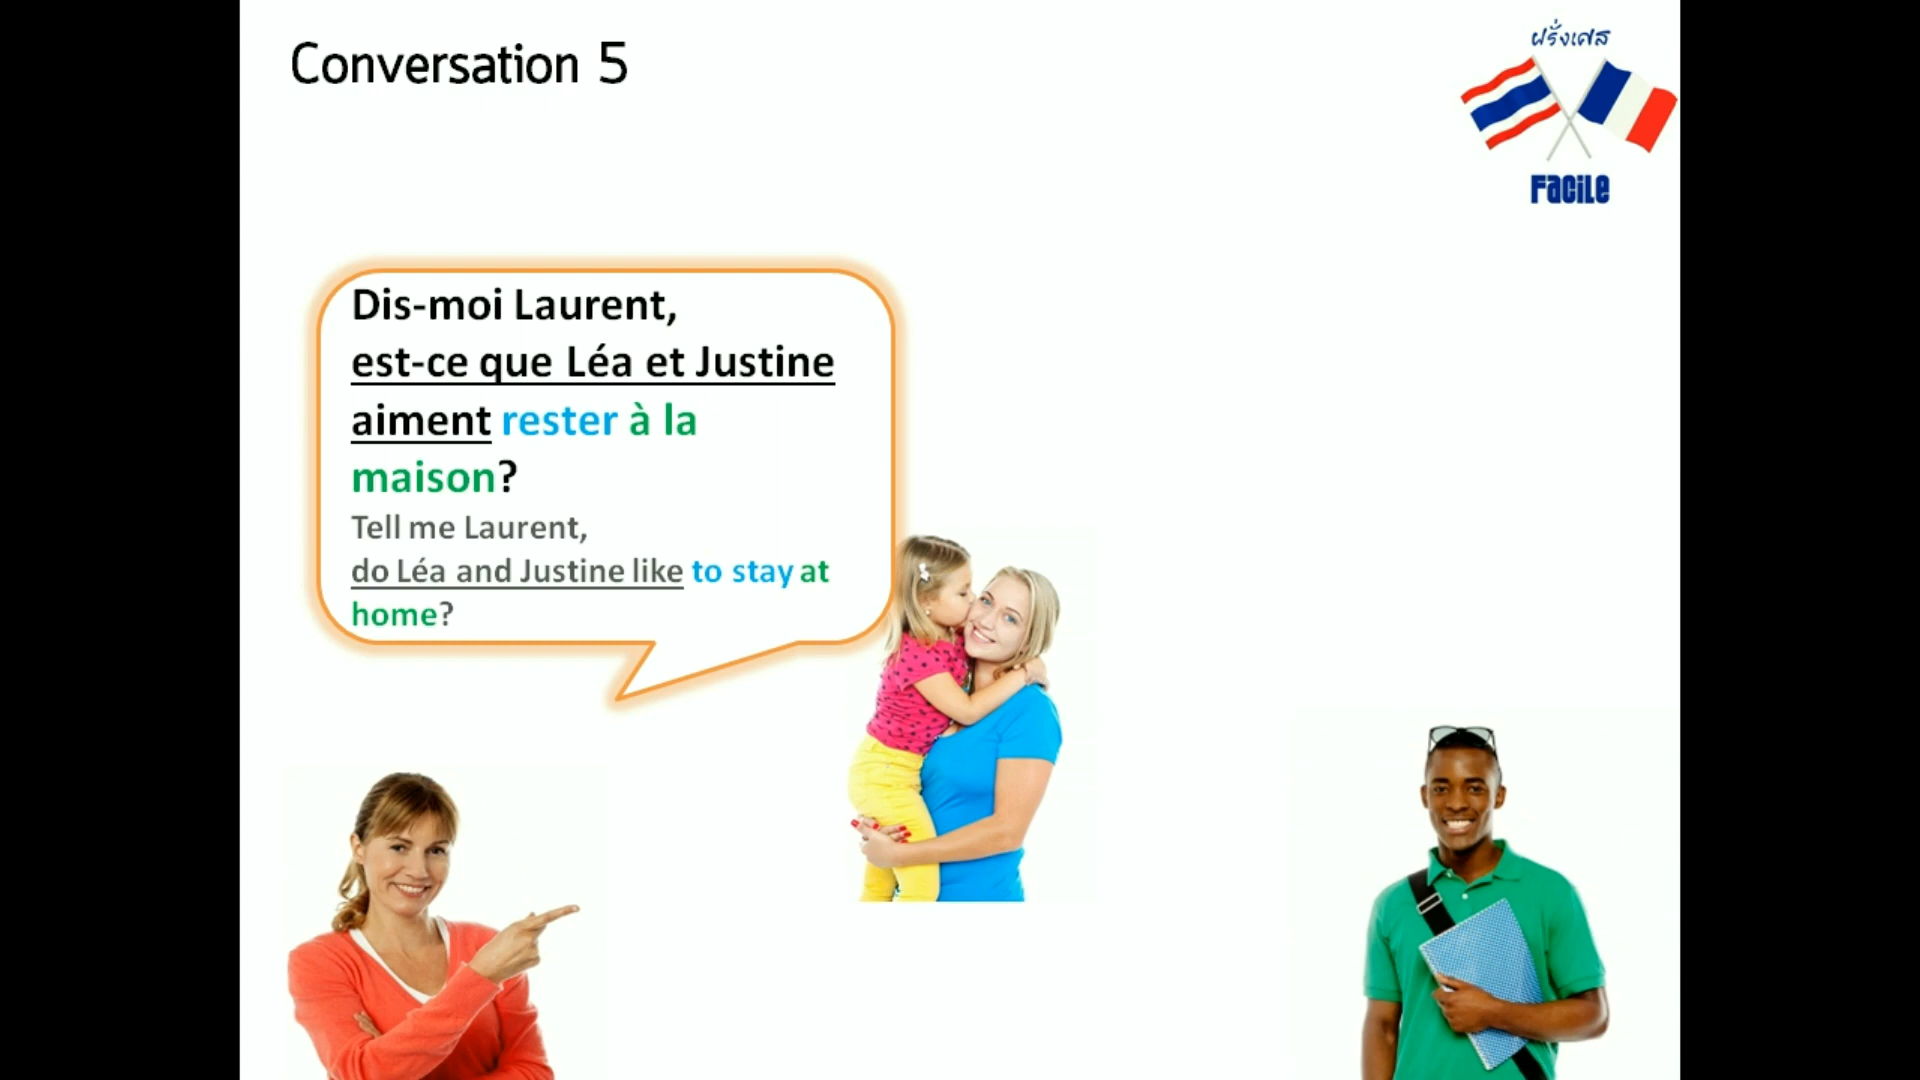 Conversation 5
ฝรั่งเศส
FaCiLe
Dis-moi Laurent,
est-ce que Léa et Justine
aiment rester à la
maison?
Tell me Laurent,
do Léa and Justine like to stay at
home?